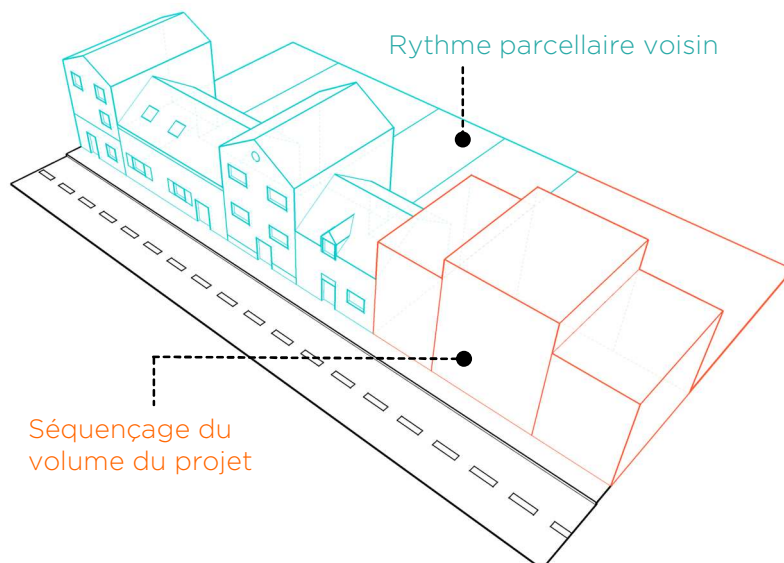 Rythme parcellaire voisin
Séquençage du
volume du projet